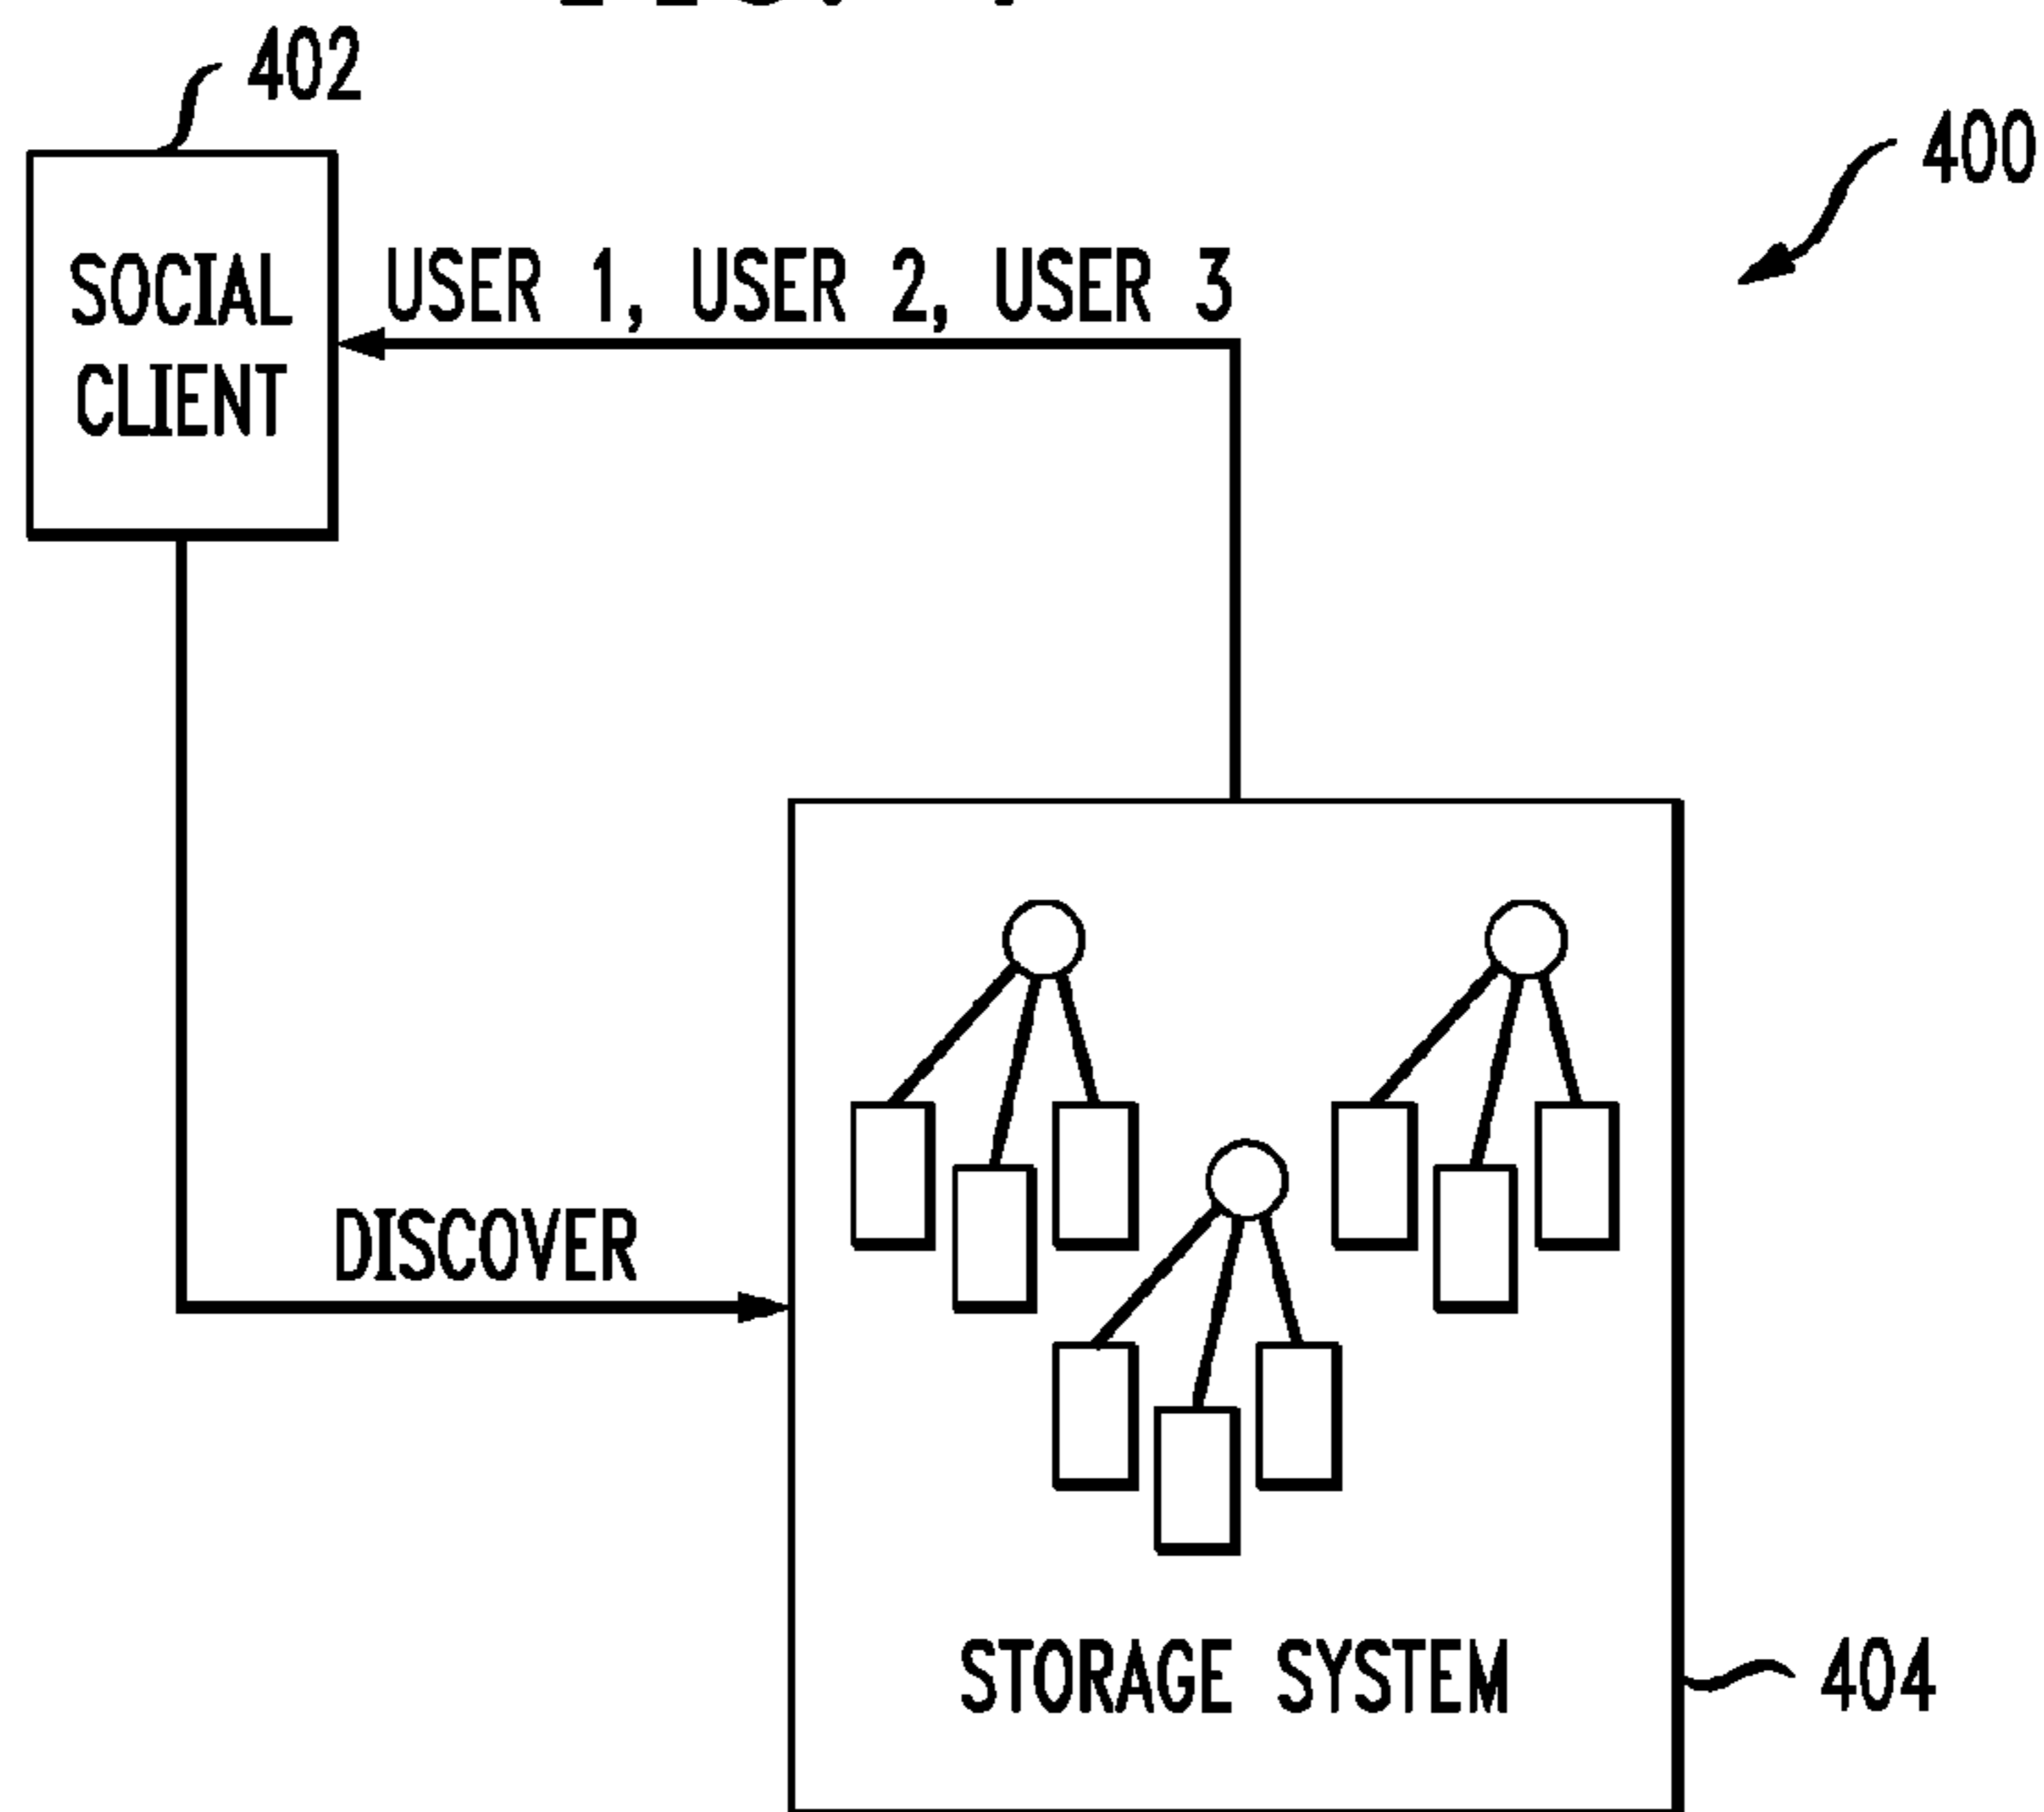 402
400
SOCIAL
CLIENT
USER 1, USER 2, USER 3
DISCOVER
STORAGE SYSTEM
404